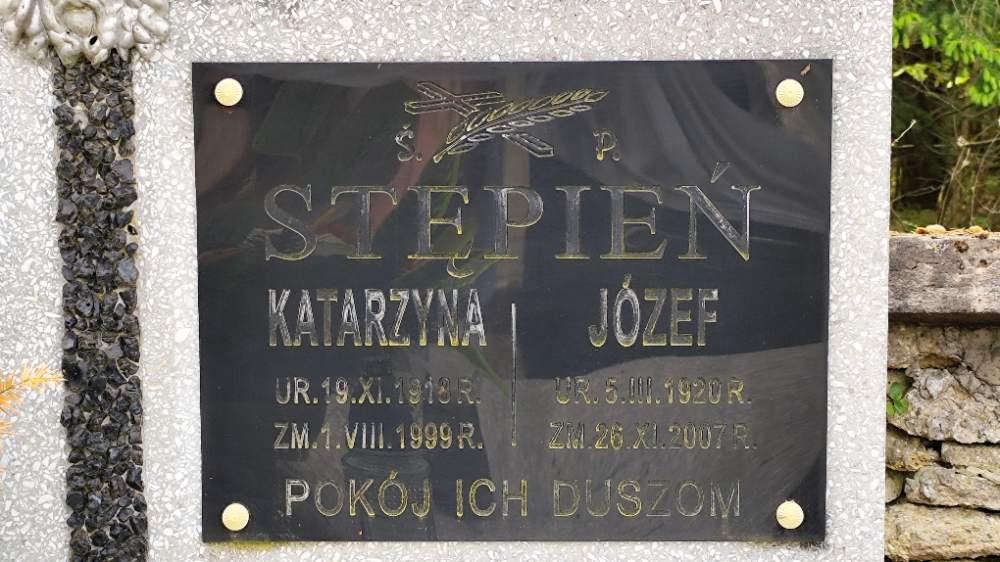 Ś. P.
STĘPIEŃ
KATARZYNA
UR.19.XI.1918 R.
ZM.1.VIII.1999 R.
JÓZEF
UR.5.III.1920 R.
ZM.26.XI.2007 R.
POKÓJ ICH DUSZOM